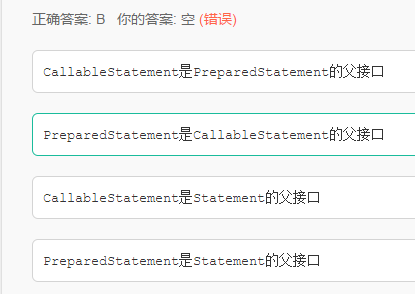 正确答案: B 你的答案: 空 (错误)
CallableStatement是PreparedStatement的父接口
PreparedStatement是CallableStatement的父接口
CallableStatement是Statement的父接口
PreparedStatement是Statement的父接口